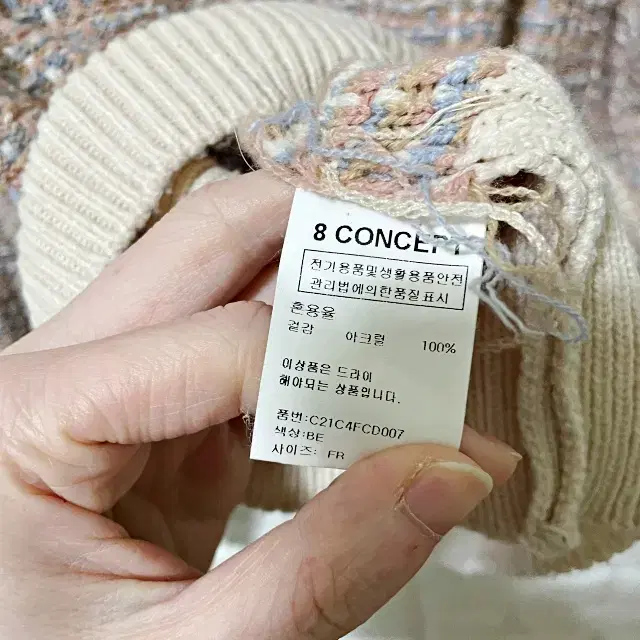 8 CONCEPT
전기용품및생활용품안전
관리법에의한품질표시
혼용율
겉감 아크릴 100%
이상품은 드라이
해야되는 상품입니다.
품번:C21C4FCD007
색상:BE
사이즈: FR